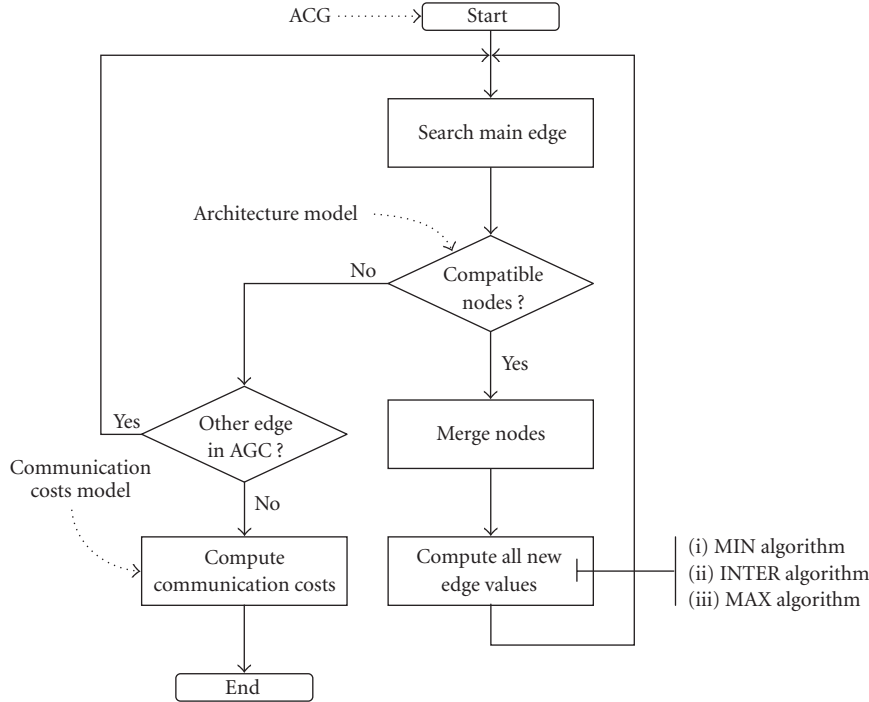 ACG
Start
Search main edge
Architecture model
Compatible
nodes ?
No
Yes
Other edge
in AGC ?
Yes
Merge nodes
Communication
costs model
No
Compute
communication costs
Compute all new
edge values
(i) MIN algorithm
(ii) INTER algorithm
(iii) MAX algorithm
End